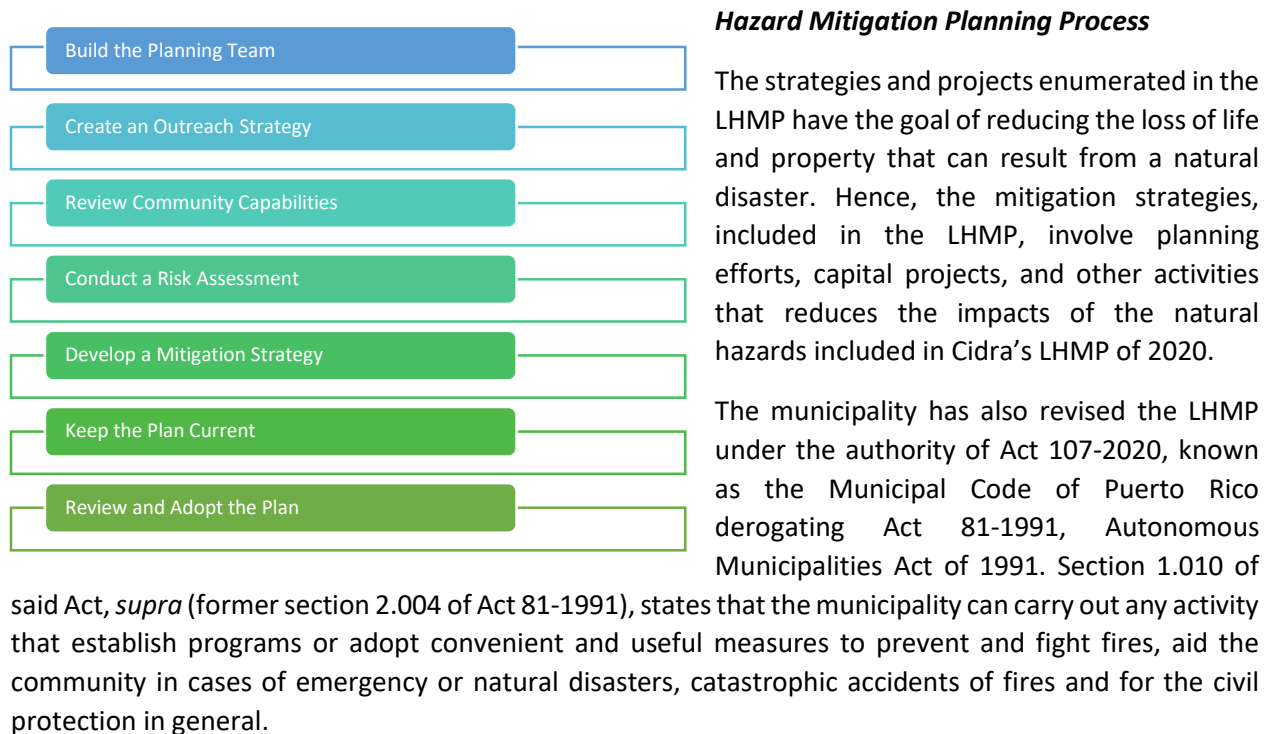 Build the Planning Team
Create an Outreach Strategy
Review Community Capabilities
Conduct a Risk Assessment
Develop a Mitigation Strategy
Keep the Plan Current
Review and Adopt the Plan
Hazard Mitigation Planning Process
The strategies and projects enumerated in the
LHMP have the goal of reducing the loss of life
and property that can result from a natural
disaster. Hence, the mitigation strategies,
included in the LHMP, involve planning
efforts, capital projects, and other activities
that reduces the impacts of the natural
hazards included in Cidra’s LHMP of 2020.
The municipality has also revised the LHMP
under the authority of Act 107-2020, known
as the Municipal Code of Puerto Rico
derogating Act 81-1991, Autonomous
Municipalities Act of 1991. Section 1.010 of
said Act, supra (former section 2.004 of Act 81-1991), states that the municipality can carry out any activity
that establish programs or adopt convenient and useful measures to prevent and fight fires, aid the
community in cases of emergency or natural disasters, catastrophic accidents of fires and for the civil
protection in general.